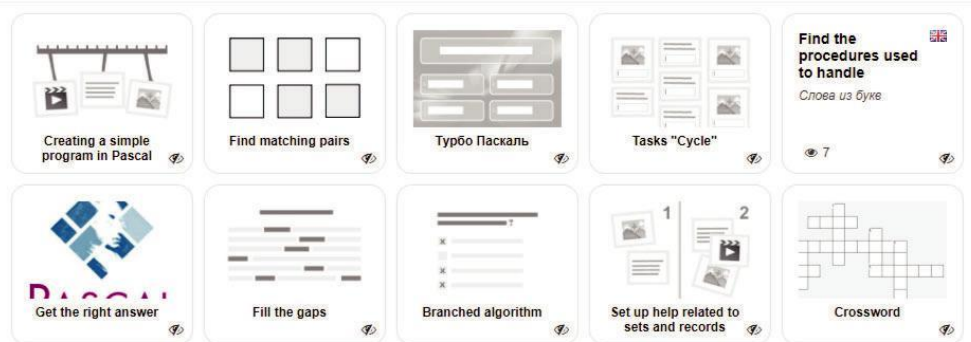 Creating a simple
program in Pascal
Find matching pairs
Турбо Паскаль
Tasks "Cycle"
Find the
procedures used
to handle
Слова из букв
7
1
2
?
x
x
x
PASCAL
Get the right answer
Fill the gaps
Branched algorithm
Set up help related to
sets and records
Crossword